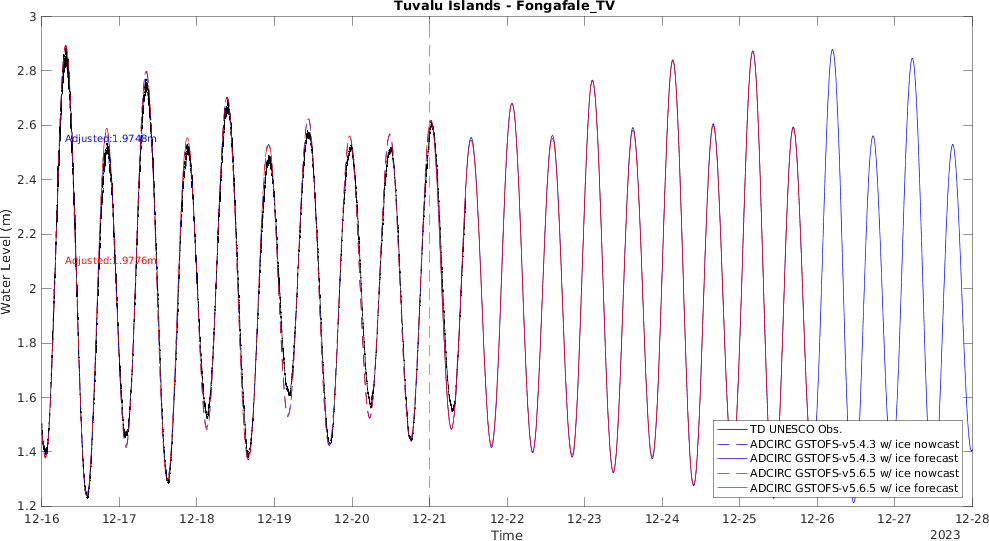 Tuvalu Islands - Fongafale_TV
Water Level (m)
3
2.8
2.6
2.4
2.2
2
1.8
1.6
1.4
1.2
Adjusted:1.9748m
Adjusted:1.9776m
TD UNESCO Obs.
ADCIRC GSTOFS-v5.4.3 w/ ice nowcast
ADCIRC GSTOFS-v5.4.3 w/ ice forecast
ADCIRC GSTOFS-v5.6.5 w/ ice nowcast
ADCIRC GSTOFS-v5.6.5 w/ ice forecast
12-16 12-17 12-18 12-19 12-20 12-21 12-22 12-23 12-24 12-25 12-26 12-27 12-28
Time
2023